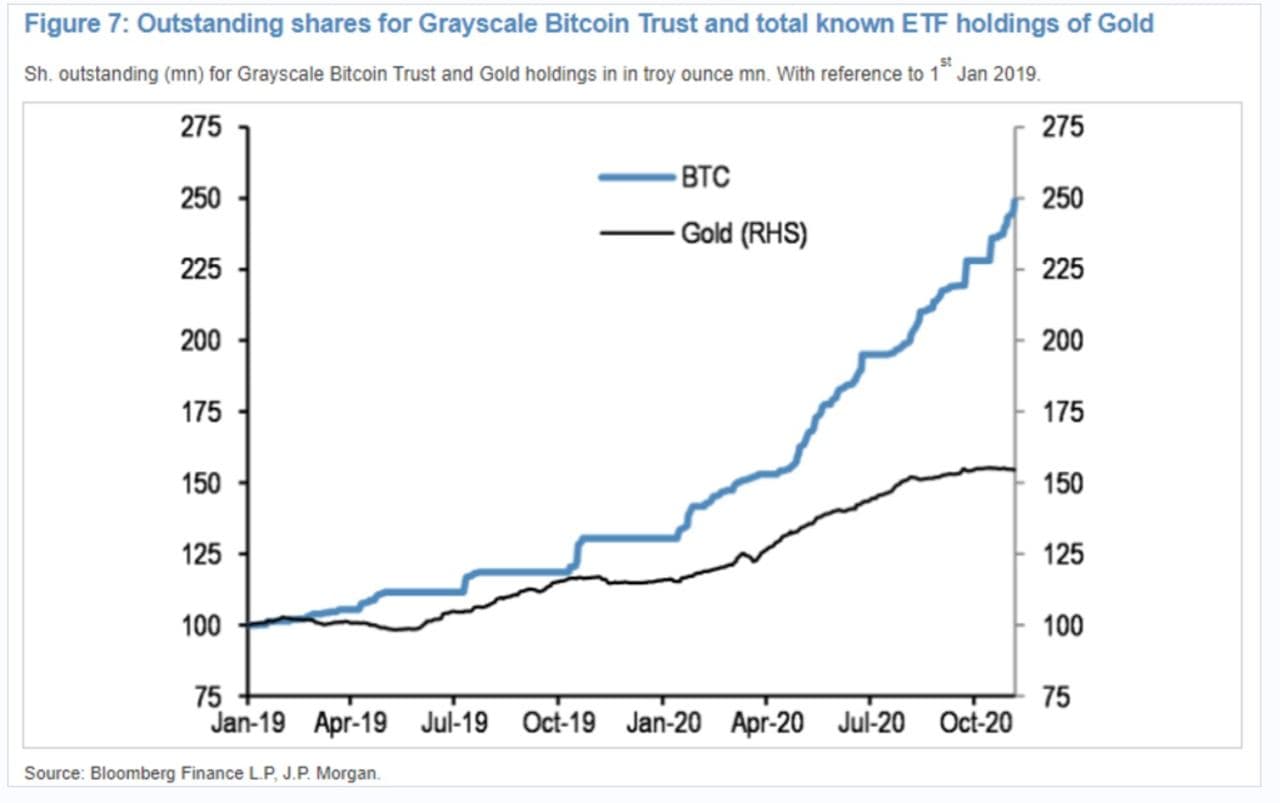 Figure 7: Outstanding shares for Grayscale Bitcoin Trust and total known ETF holdings of Gold
Sh. outstanding (mn) for Grayscale Bitcoin Trust and Gold holdings in in troy ounce mn. With reference to 1st Jan 2019.
275 275
BTC
250 250
Gold (RHS)
225 225
200 200
175 175
150 150
125 125
100 100
75 75
Jan-19 Apr-19 Jul-19 Oct-19 Jan-20 Apr-20 Jul-20 Oct-20
Source: Bloomberg Finance L.P, J.P. Morgan.